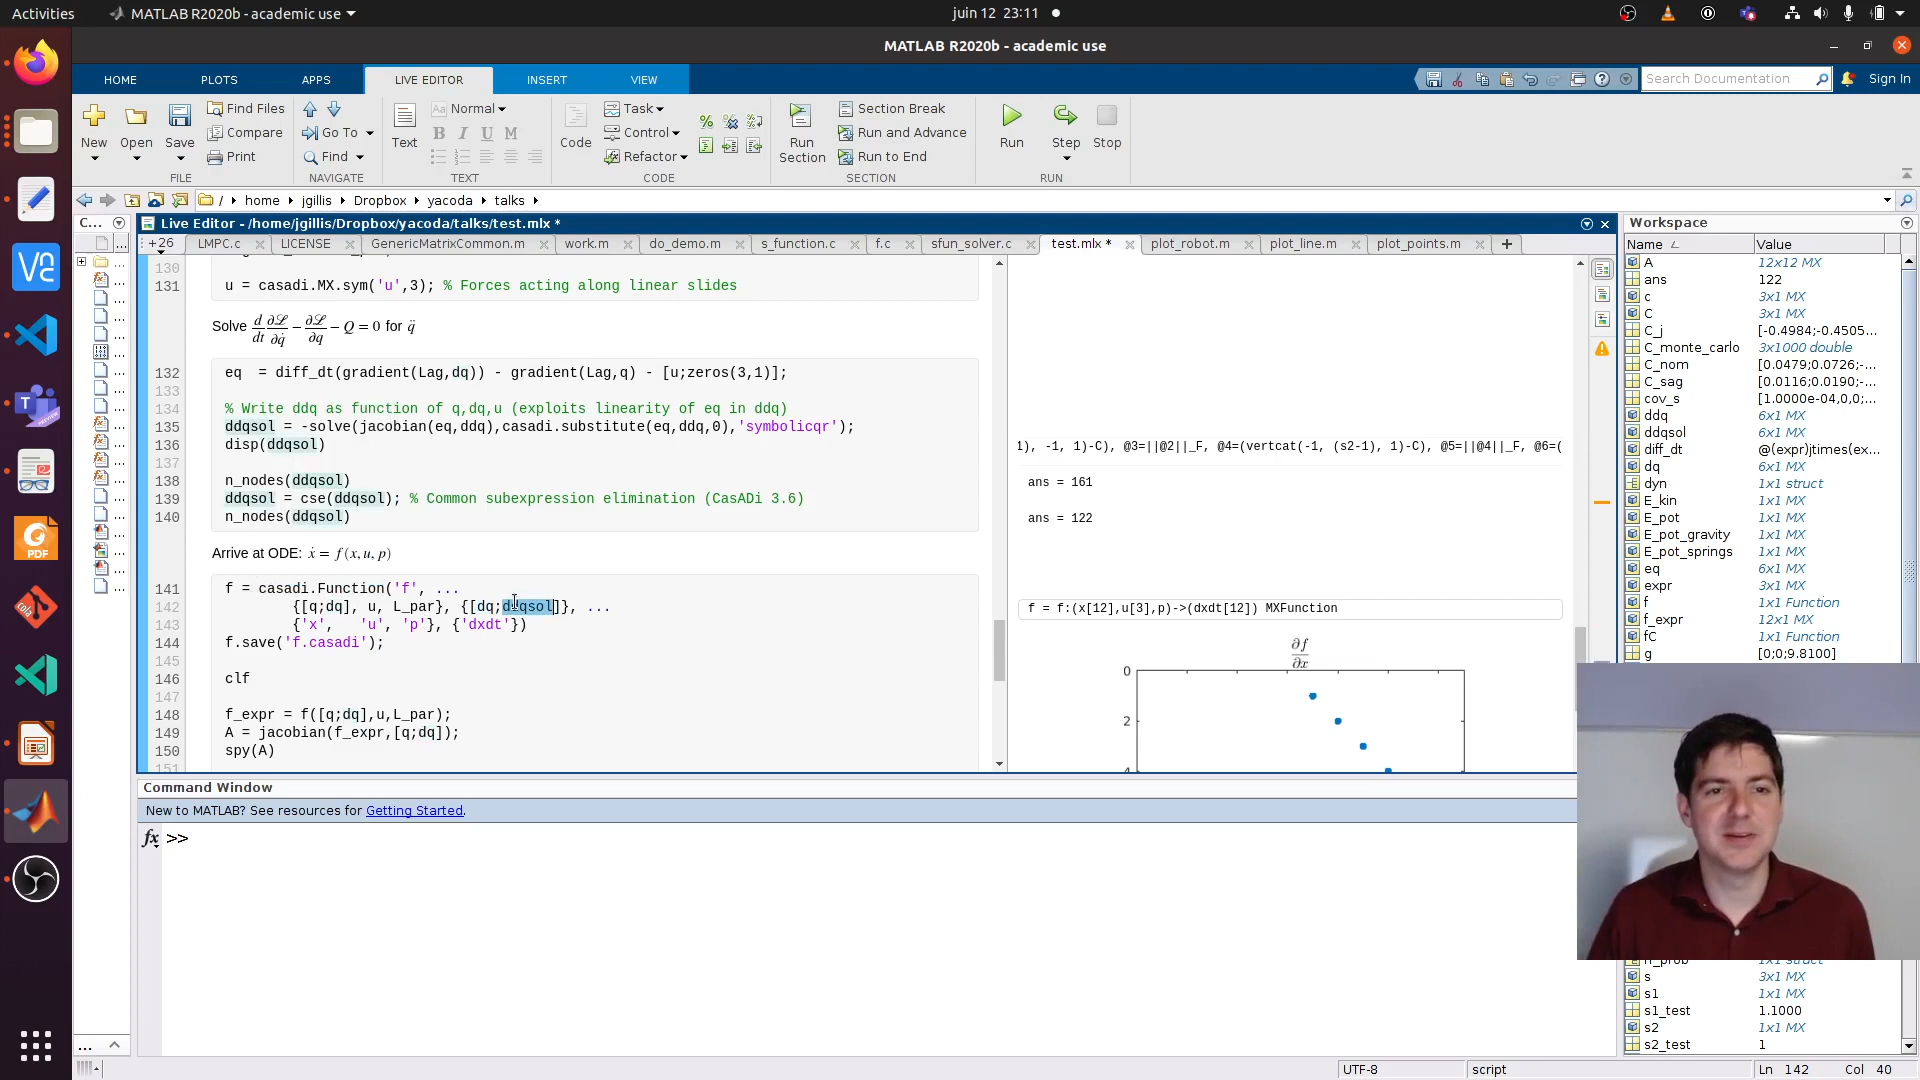 Activities
MATLAB R2020b - academic use
juin 12 23:11
MATLAB R2020b - academic use
HOME
PLOTS
APPS
LIVE EDITOR
INSERT
VIEW
Search Documentation
Sign In
New
Open
Save
Find Files
Compare
Print
Go To
Find
Text
Normal
B I U M
Code
Task
Control
Refactor
Run Section
Section Break
Run and Advance
Run to End
Run
Step
Stop
FILE
NAVIGATE
TEXT
CODE
SECTION
RUN
/ home jgillis Dropbox yacoda talks
C...
Live Editor - /home/jgillis/Dropbox/yacoda/talks/test.mlx *
+26
LMPC.c
LICENSE
GenericMatrixCommon.m
work.m
do_demo.m
s_function.c
f.c
sfun_solver.c
test.mlx *
plot_robot.m
plot_line.m
plot_points.m
130
131 u = casadi.MX.sym('u',3); % Forces acting along linear slides
Solve d/dt ∂ℒ/∂q̇ − ∂ℒ/∂q − Q = 0 for q̈
132 eq = diff_dt(gradient(Lag,dq)) - gradient(Lag,q) - [u;zeros(3,1)];
133
134 % Write ddq as function of q,dq,u (exploits linearity of eq in ddq)
135 ddqsol = -solve(jacobian(eq,ddq),casadi.substitute(eq,ddq,0),'symbolicqr');
136 disp(ddqsol)
137
138 n_nodes(ddqsol)
139 ddqsol = cse(ddqsol); % Common subexpression elimination (CasADi 3.6)
140 n_nodes(ddqsol)
Arrive at ODE: ẋ = f(x, u, p)
141 f = casadi.Function('f', ...
142 {[q;dq], u, L_par}, {[dq;ddqsol]}, ...
143 {'x', 'u', 'p'}, {'dxdt'})
144 f.save('f.casadi');
145
146 clf
147
148 f_expr = f([q;dq],u,L_par);
149 A = jacobian(f_expr,[q;dq]);
150 spy(A)
151
1), -1, 1)-C), @3=||@2||_F, @4=(vertcat(-1, (s2-1), 1)-C), @5=||@4||_F, @6=(
ans = 161
ans = 122
f = f:(x[12],u[3],p)->(dxdt[12]) MXFunction
∂f/∂x
0
2
4
Workspace
Name Value
A 12x12 MX
ans 122
c 3x1 MX
C 3x1 MX
C_j [-0.4984;-0.4505...
C_monte_carlo 3x1000 double
C_nom [0.0479;0.0726;-...
C_sag [0.0116;0.0190;-...
cov_s [1.0000e-04,0,0;...
ddq 6x1 MX
ddqsol 6x1 MX
diff_dt @(expr)jtimes(ex...
dq 6x1 MX
dyn 1x1 struct
E_kin 1x1 MX
E_pot 1x1 MX
E_pot_gravity 1x1 MX
E_pot_springs 1x1 MX
eq 6x1 MX
expr 3x1 MX
f 1x1 Function
f_expr 12x1 MX
fC 1x1 Function
g [0;0;9.8100]
s 3x1 MX
s1 1x1 MX
s1_test 1.1000
s2 1x1 MX
s2_test 1
Command Window
New to MATLAB? See resources for Getting Started.
fx >>
UTF-8
script
Ln 142 Col 40